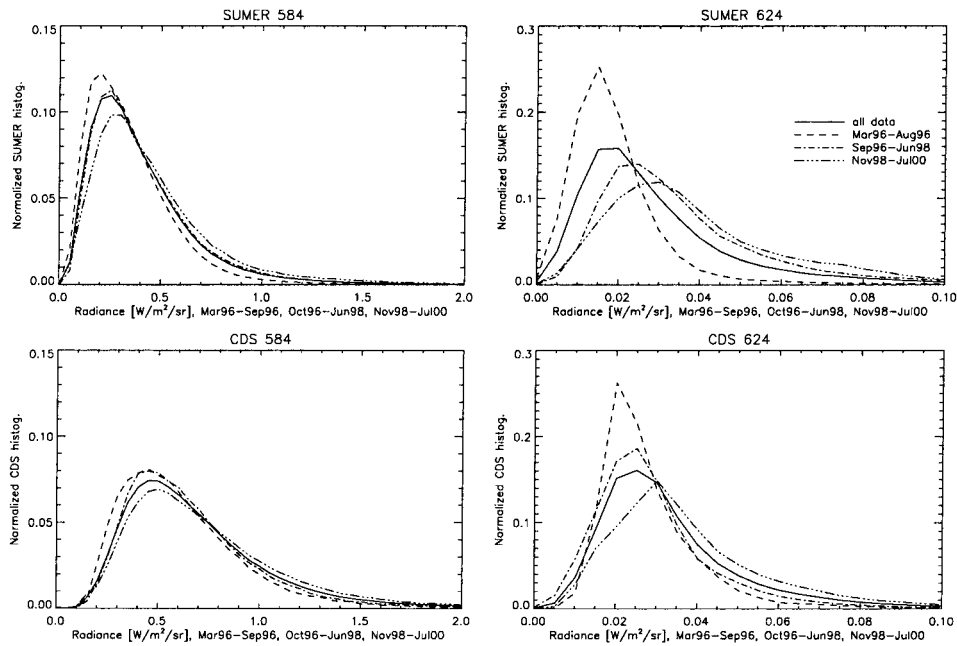 SUMER 584
0.15
0.10
0.05
0.00
Normalized SUMER histog.
0.0 0.5 1.0 1.5 2.0
Radiance [W/m²/sr], Mar96–Sep96, Oct96–Jun98, Nov98–Jul00
SUMER 624
0.3
0.2
0.1
0.0
Normalized SUMER histog.
all data
Mar96–Aug96
Sep96–Jun98
Nov98–Jul00
0.00 0.02 0.04 0.06 0.08 0.10
Radiance [W/m²/sr], Mar96–Sep96, Oct96–Jun98, Nov98–Jul00
CDS 584
0.15
0.10
0.05
0.00
Normalized CDS histog.
0.0 0.5 1.0 1.5 2.0
Radiance [W/m²/sr], Mar96–Sep96, Oct96–Jun98, Nov98–Jul00
CDS 624
0.3
0.2
0.1
0.0
Normalized CDS histog.
0.00 0.02 0.04 0.06 0.08 0.10
Radiance [W/m²/sr], Mar96–Sep96, Oct96–Jun98, Nov98–Jul00